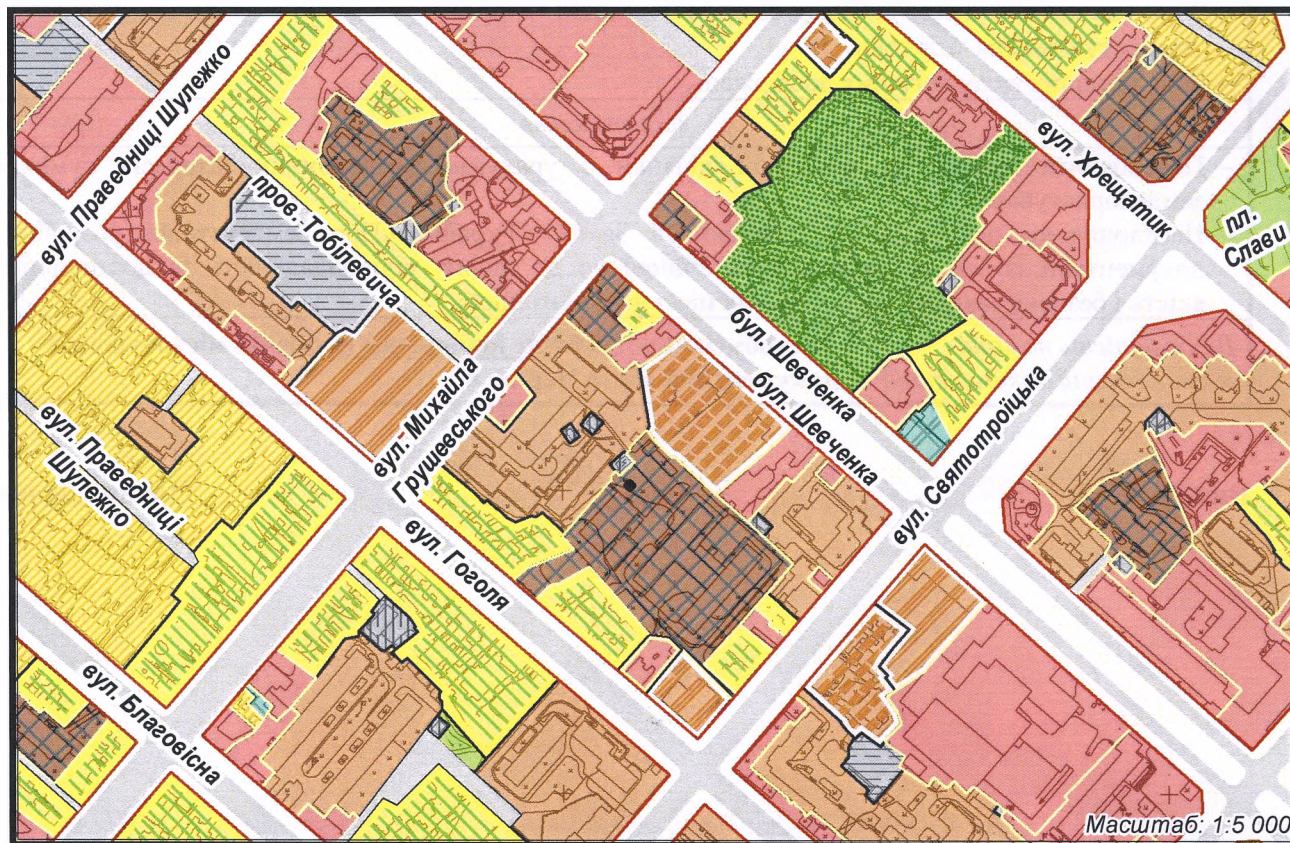 вул. Праведниці Шулежко
вул. Хрещатик
пл.
Слави
пров. Тобілевича
бул. Шевченка
бул. Шевченка
вул. Михайла
Грушевського
вул. Святотроїцька
вул. Праведниці
Шулежко
вул. Гоголя
вул. Благовісна
Масштаб: 1:5 000